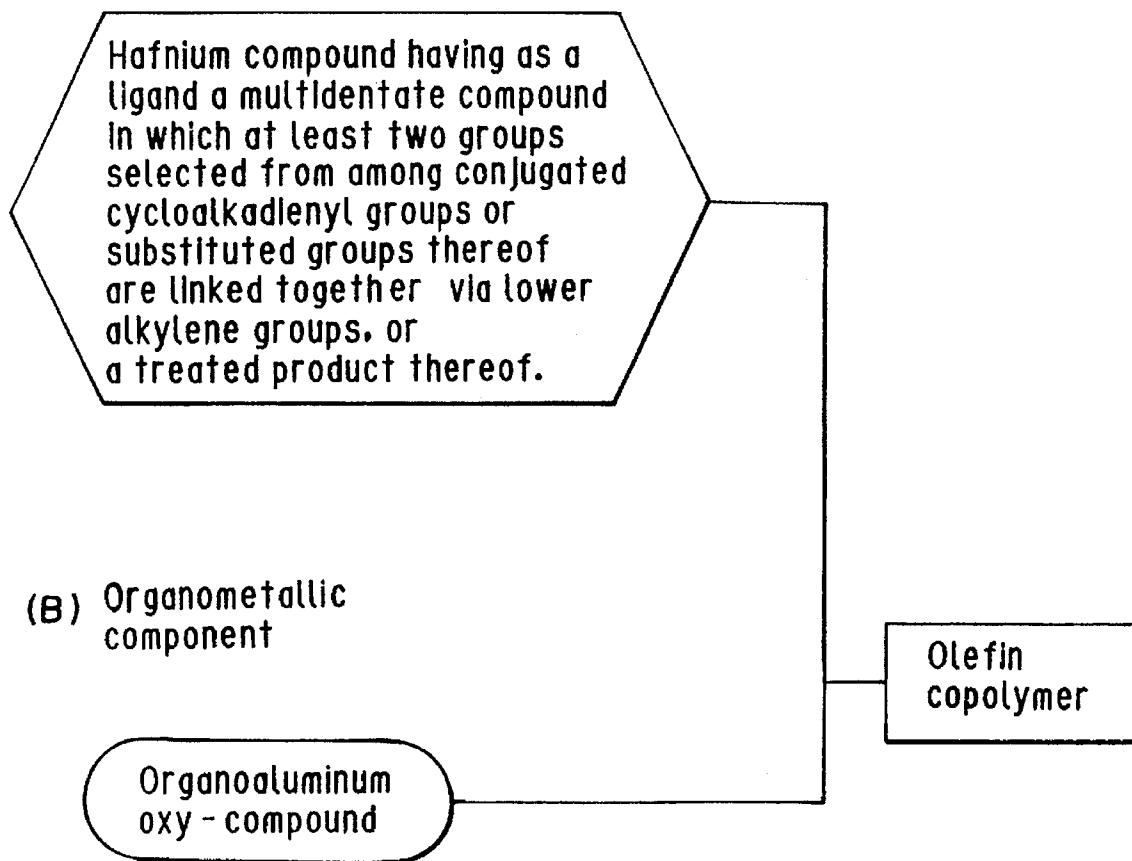 Hafnium compound having as a
ligand a multidentate compound
in which at least two groups
selected from among conjugated
cycloalkadienyl groups or
substituted groups thereof
are linked together via lower
alkylene groups, or
a treated product thereof.
(B) Organometallic
component
Olefin
copolymer
Organoaluminum
oxy-compound